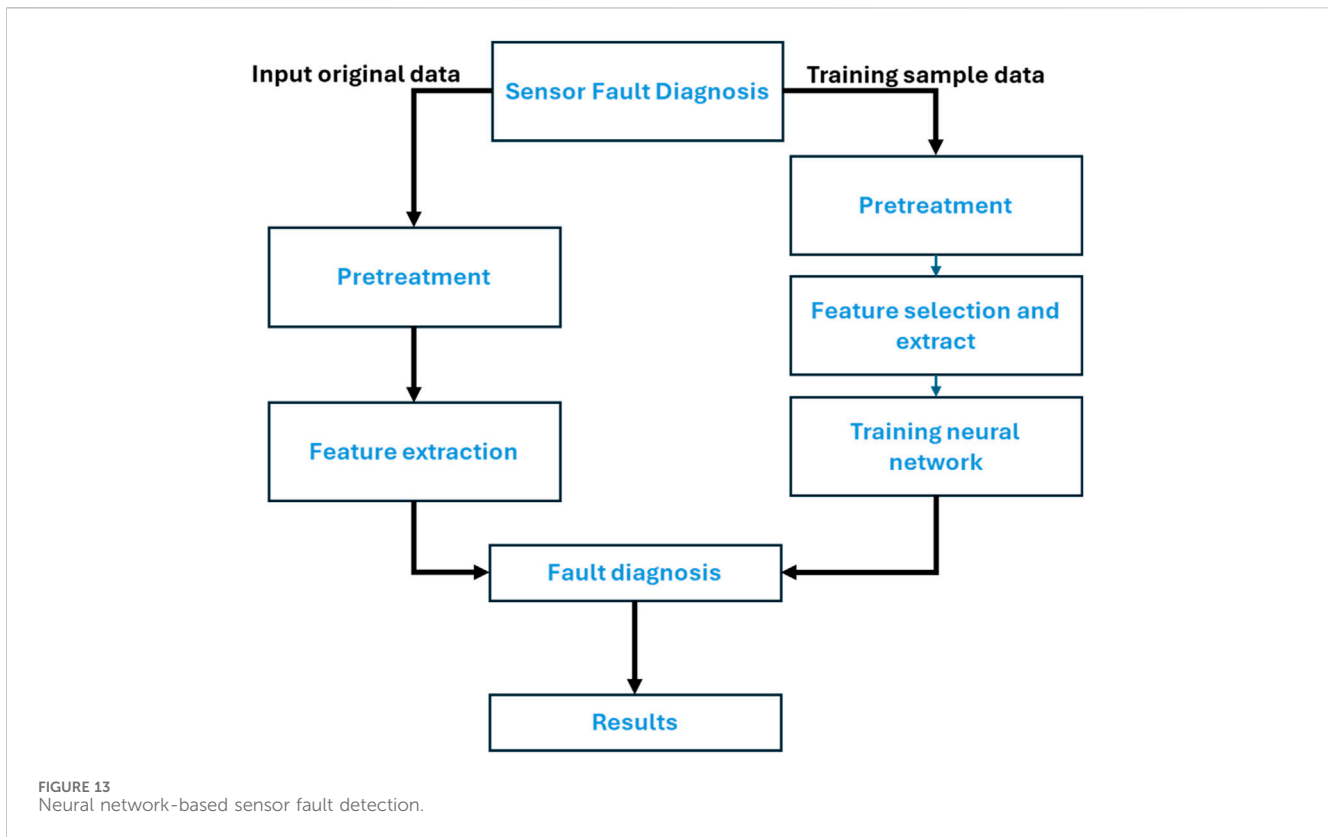 Input original data
Sensor Fault Diagnosis
Training sample data
Pretreatment
Pretreatment
Feature selection and
extract
Feature extraction
Training neural
network
Fault diagnosis
Results
FIGURE 13
Neural network-based sensor fault detection.